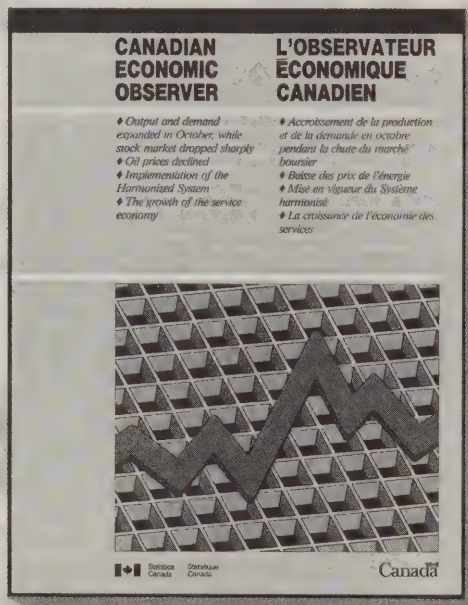 CANADIAN
ECONOMIC
OBSERVER
♦ Output and demand
expanded in October, while
stock market dropped sharply
♦ Oil prices declined
♦ Implementation of the
Harmonized System
♦ The growth of the service
economy
L'OBSERVATEUR
ÉCONOMIQUE
CANADIEN
♦ Accroissement de la production
et de la demande en octobre
pendant la chute du marché
boursier
♦ Baisse des prix de l'énergie
♦ Mise en vigueur du Système
harmonisé
♦ La croissance de l'économie des
services
Statistics
Canada
Statistique
Canada
Canada